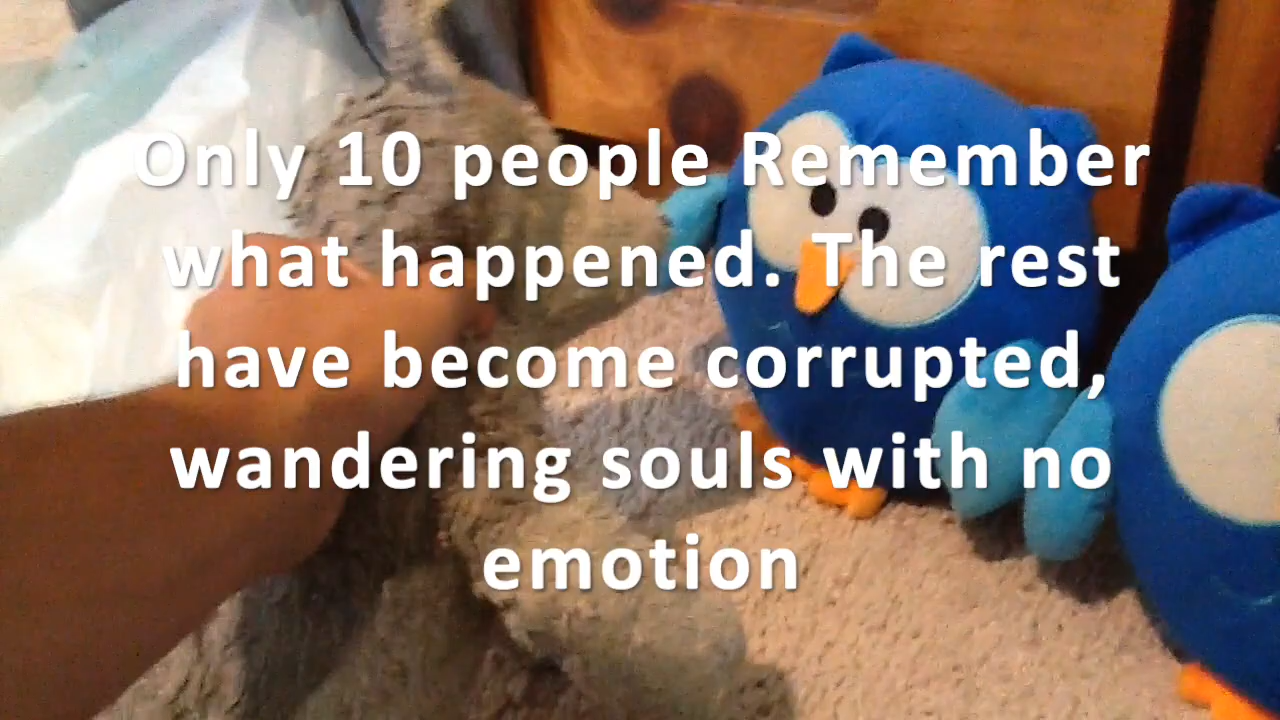 Only 10 people Remember
what happened. The rest
have become corrupted,
wandering souls with no
emotion